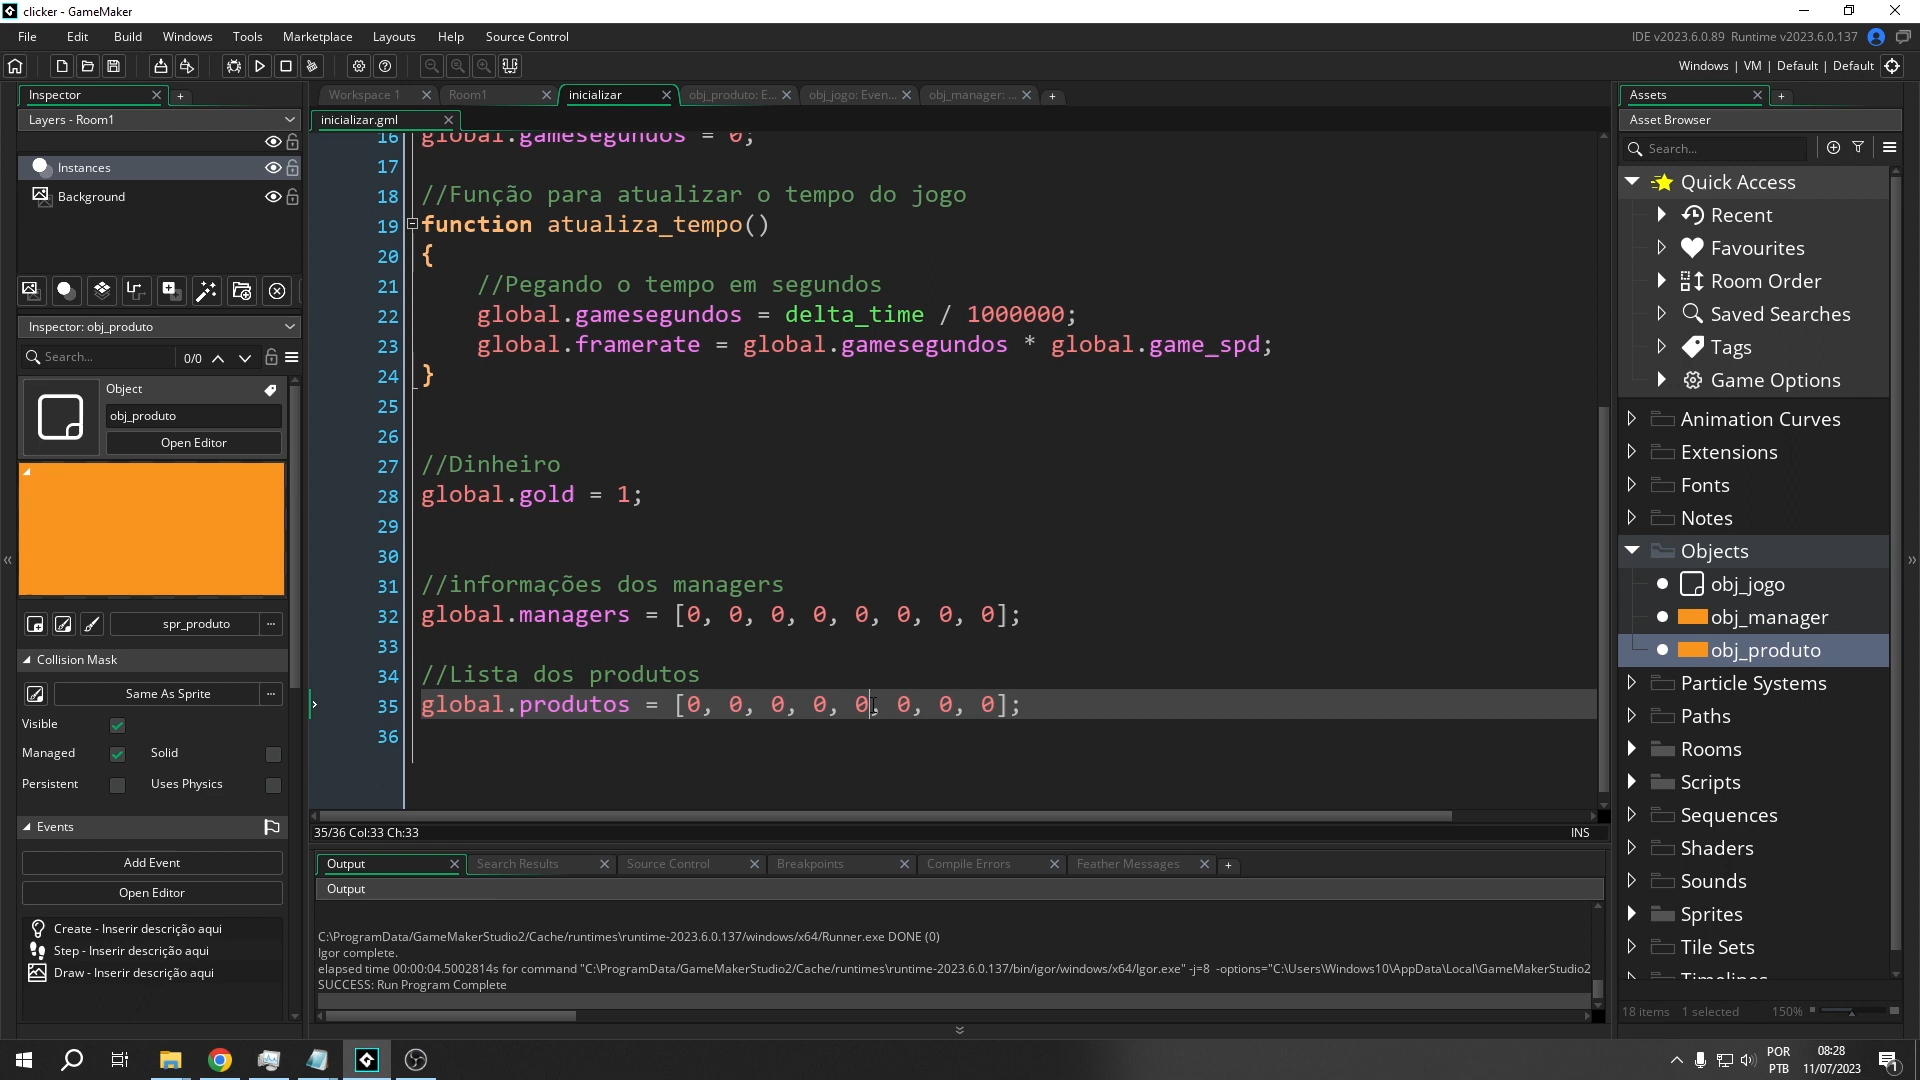 clicker - GameMaker
File Edit Build Windows Tools Marketplace Layouts Help Source Control
IDE v2023.6.0.89 Runtime v2023.6.0.137
Windows | VM | Default | Default
Inspector
Layers - Room1
Instances
Background
Inspector: obj_produto
Search...
0/0
Object
obj_produto
Open Editor
spr_produto
...
Collision Mask
Same As Sprite
...
Visible
Managed
Solid
Persistent
Uses Physics
Events
Add Event
Open Editor
Create - Inserir descrição aqui
Step - Inserir descrição aqui
Draw - Inserir descrição aqui
Workspace 1
Room1
inicializar
obj_produto: E...
obj_jogo: Even...
obj_manager: ...
inicializar.gml
16 global.gamesegundos = 0;
17
18 //Função para atualizar o tempo do jogo
19 function atualiza_tempo()
20 {
21 //Pegando o tempo em segundos
22 global.gamesegundos = delta_time / 1000000;
23 global.framerate = global.gamesegundos * global.game_spd;
24 }
25
26
27 //Dinheiro
28 global.gold = 1;
29
30
31 //informações dos managers
32 global.managers = [0, 0, 0, 0, 0, 0, 0, 0];
33
34 //Lista dos produtos
35 global.produtos = [0, 0, 0, 0, 0, 0, 0, 0];
36
35/36 Col:33 Ch:33
INS
Output
Search Results
Source Control
Breakpoints
Compile Errors
Feather Messages
Output
C:\ProgramData/GameMakerStudio2/Cache/runtimes\runtime-2023.6.0.137/windows/x64/Runner.exe DONE (0)
Igor complete.
elapsed time 00:00:04.5002814s for command "C:\ProgramData/GameMakerStudio2/Cache/runtimes\runtime-2023.6.0.137/bin/igor/windows/x64/Igor.exe" -j=8 -options="C:\Users\Windows10\AppData\Local\GameMakerStudio2
SUCCESS: Run Program Complete
Assets
Asset Browser
Search...
Quick Access
Recent
Favourites
Room Order
Saved Searches
Tags
Game Options
Animation Curves
Extensions
Fonts
Notes
Objects
obj_jogo
obj_manager
obj_produto
Particle Systems
Paths
Rooms
Scripts
Sequences
Shaders
Sounds
Sprites
Tile Sets
Timelines
18 items 1 selected 150%
POR
PTB
08:28
11/07/2023
1